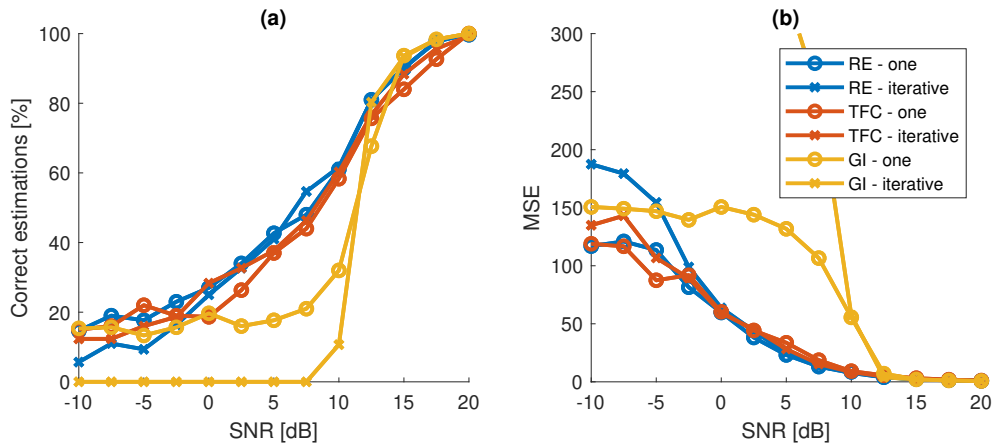 (a)
Correct estimations [%]
100
80
60
40
20
0
-10
-5
0
5
10
15
20
SNR [dB]
(b)
MSE
300
250
200
150
100
50
0
-10
-5
0
5
10
15
20
SNR [dB]
RE - one
RE - iterative
TFC - one
TFC - iterative
GI - one
GI - iterative